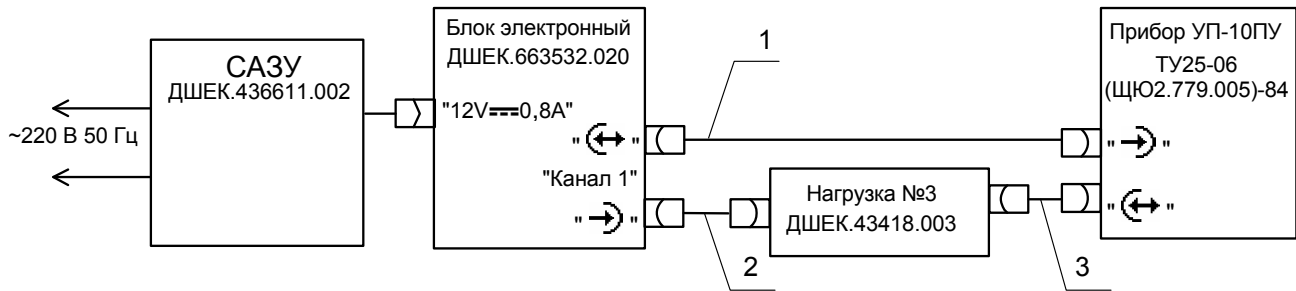 САЗУ
ДШЕК.436611.002
~220 В 50 Гц
Блок электронный
ДШЕК.663532.020
"12V⎓0,8А"
" "
"Канал 1"
" "
1
2
Нагрузка №3
ДШЕК.43418.003
3
Прибор УП-10ПУ
ТУ25-06
(ЩЮ2.779.005)-84
" "
" "